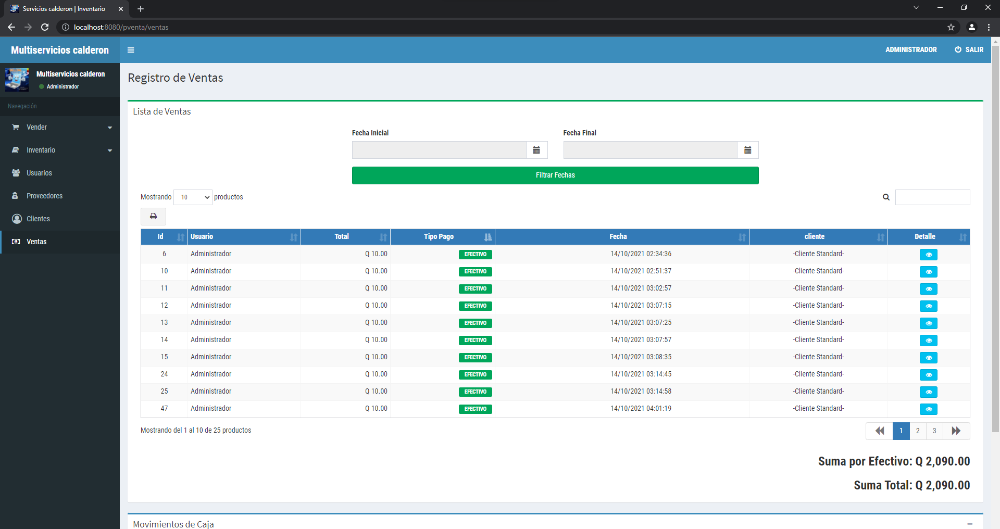 Servicios calderon | Inventario
localhost:8080/pventa/ventas
Multiservicios calderon
ADMINISTRADOR
SALIR
Multiservicios calderon
Administrador
Navegación
Vender
Inventario
Usuarios
Proveedores
Clientes
Ventas
Registro de Ventas
Lista de Ventas
Fecha Inicial
Fecha Final
Filtrar Fechas
Mostrando 10 productos
Id Usuario Total Tipo Pago Fecha cliente Detalle
6 Administrador Q 10.00 EFECTIVO 14/10/2021 02:34:36 -Cliente Standard-
10 Administrador Q 10.00 EFECTIVO 14/10/2021 02:51:37 -Cliente Standard-
11 Administrador Q 10.00 EFECTIVO 14/10/2021 03:02:57 -Cliente Standard-
12 Administrador Q 10.00 EFECTIVO 14/10/2021 03:07:15 -Cliente Standard-
13 Administrador Q 10.00 EFECTIVO 14/10/2021 03:07:25 -Cliente Standard-
14 Administrador Q 10.00 EFECTIVO 14/10/2021 03:07:57 -Cliente Standard-
15 Administrador Q 10.00 EFECTIVO 14/10/2021 03:08:35 -Cliente Standard-
24 Administrador Q 10.00 EFECTIVO 14/10/2021 03:14:45 -Cliente Standard-
25 Administrador Q 10.00 EFECTIVO 14/10/2021 03:14:58 -Cliente Standard-
47 Administrador Q 10.00 EFECTIVO 14/10/2021 04:01:19 -Cliente Standard-
Mostrando del 1 al 10 de 25 productos
1 2 3
Suma por Efectivo: Q 2,090.00
Suma Total: Q 2,090.00
Movimientos de Caja